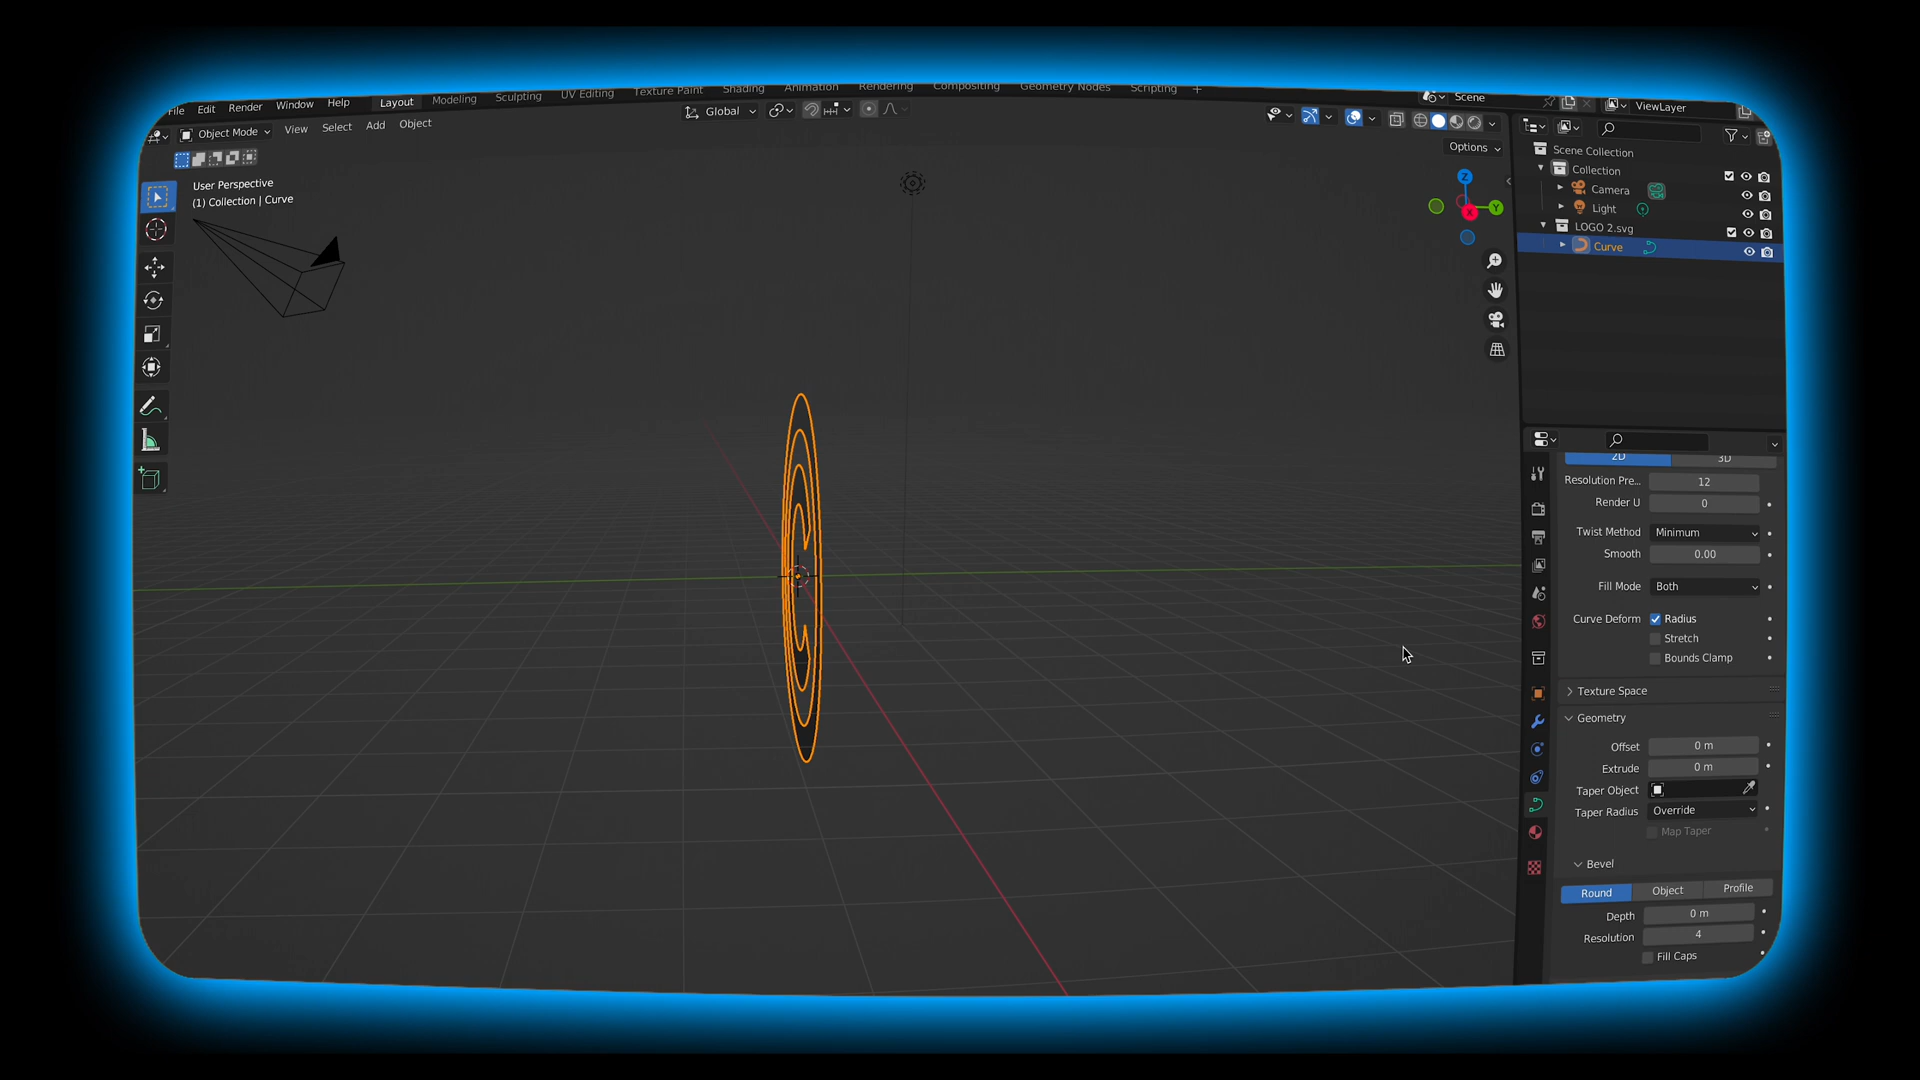 File Edit Render Window Help Layout Modeling Sculpting UV Editing Texture Paint Shading Animation Rendering Compositing Geometry Nodes Scripting + Scene ViewLayer
Object Mode View Select Add Object Global
Options
User Perspective
(1) Collection | Curve
Z
X
Y
Scene Collection
Collection
Camera
Light
LOGO 2.svg
Curve
2D 3D
Resolution Pre... 12
Render U 0
Twist Method Minimum
Smooth 0.00
Fill Mode Both
Curve Deform Radius
Stretch
Bounds Clamp
Texture Space
Geometry
Offset 0 m
Extrude 0 m
Taper Object
Taper Radius Override
Map Taper
Bevel
Round Object Profile
Depth 0 m
Resolution 4
Fill Caps